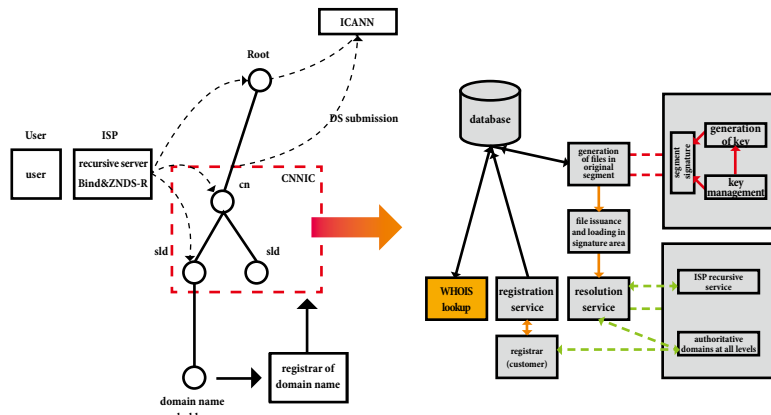 ICANN
Root
DS submission
User
ISP
user
recursive server
Bind&ZNDS-R
CNNIC
cn
sld
sld
domain name
registrar of
domain name
database
generation
of files in
original
segment
segment
signature
generation
of key
key
management
file issuance
and loading in
signature area
WHOIS
lookup
registration
service
resolution
service
ISP recursive
service
registrar
(customer)
authoritative
domains at all levels